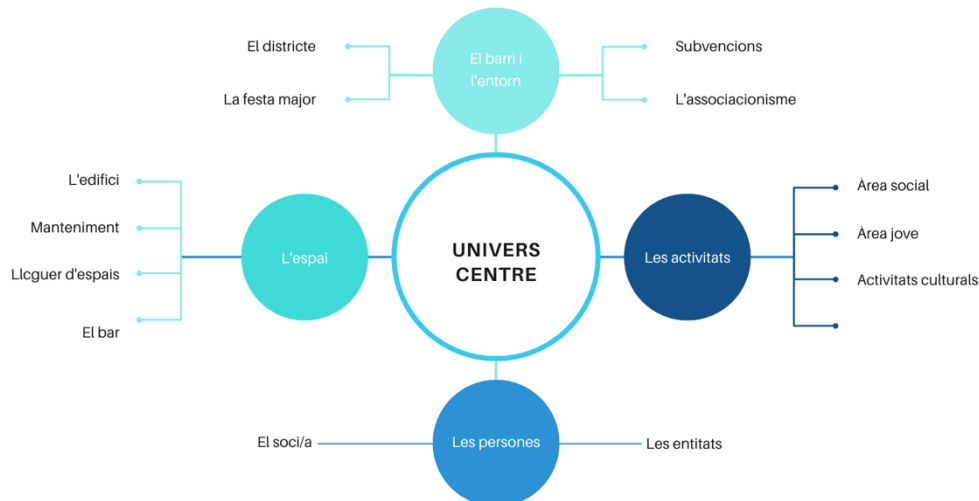 El districte
La festa major
El barri i
l'entorn
Subvencions
L'associacionisme
L'edifici
Manteniment
Llcguer d'espais
El bar
L'espai
UNIVERS
CENTRE
Les activitats
Àrea social
Àrea jove
Activitats culturals
El soci/a
Les persones
Les entitats